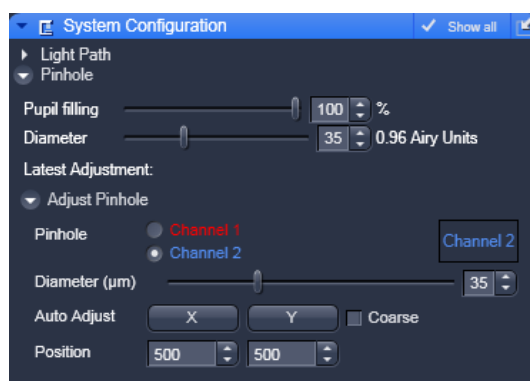 System Configuration Show all
Light Path
Pinhole
Pupil filling 100 %
Diameter 35 0.96 Airy Units
Latest Adjustment:
Adjust Pinhole
Pinhole Channel 1
Channel 2 Channel 2
Diameter (μm) 35
Auto Adjust X Y Coarse
Position 500 500